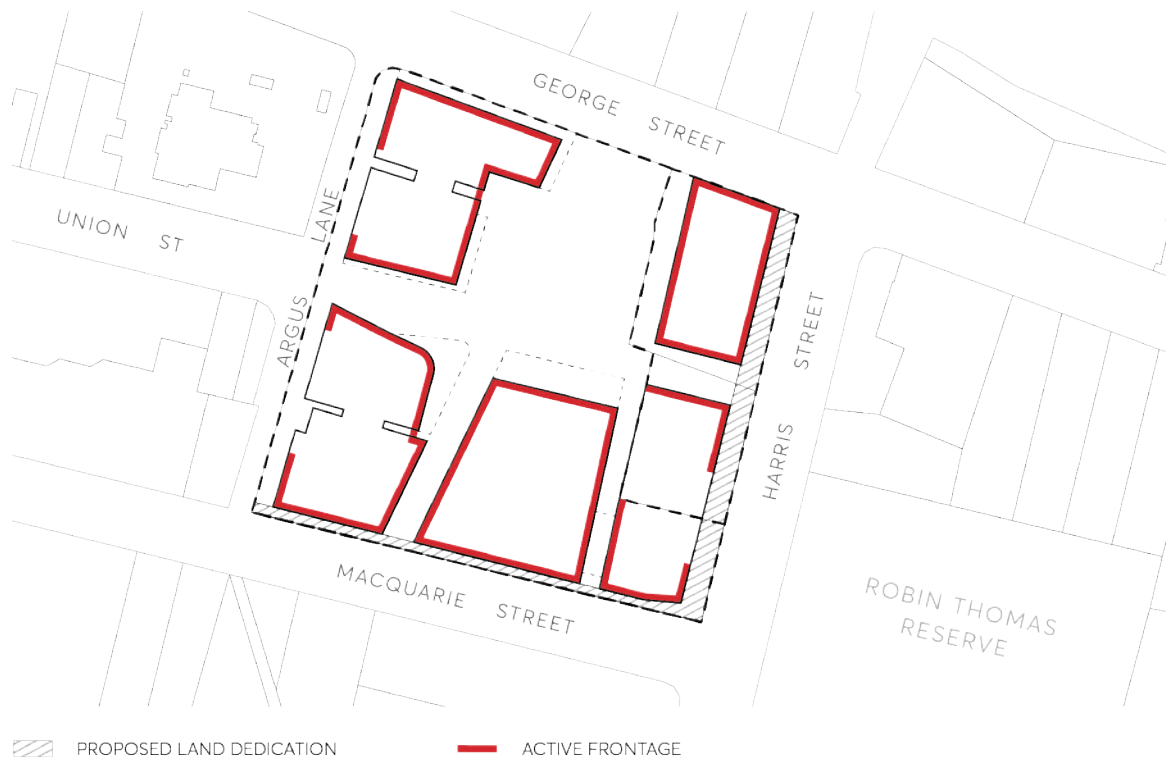 GEORGE STREET
UNION ST
ARGUS LANE
HARRIS STREET
MACQUARIE STREET
ROBIN THOMAS
RESERVE
PROPOSED LAND DEDICATION
ACTIVE FRONTAGE